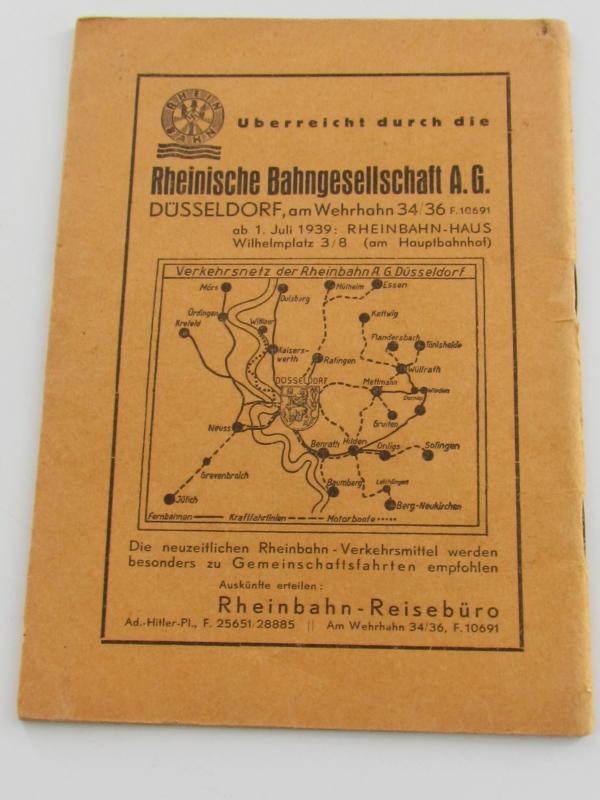 RHEIN
BAHN
Überreicht durch die
Rheinische Bahngesellschaft A.G.
DÜSSELDORF, am Wehrhahn 34/36 F. 10691
ab 1. Juli 1939: RHEINBAHN-HAUS
Wilhelmplatz 3/8 (am Hauptbahnhof)
Verkehrsnetz der Rheinbahn A.G. Düsseldorf
Mörs
Duisburg
Mülheim
Essen
Ürdingen
Krefeld
Wittlaer
Kettwig
Flandersbach
Tönisheide
Kaisers-
werth
Ratingen
Wülfrath
DÜSSELDORF
Mettmann
Gruiten
Neuss
Benrath
Hilden
Ohligs
Solingen
Grevenbroich
Baumberg
Leichlingen
Jülich
Berg-Neukirchen
Fernbahnen Kraftfahrlinien Motorboote
Die neuzeitlichen Rheinbahn-Verkehrsmittel werden
besonders zu Gemeinschaftsfahrten empfohlen
Auskünfte erteilen:
Rheinbahn-Reisebüro
Ad.-Hitler-Pl., F. 25651/28885 || Am Wehrhahn 34/36, F. 10691